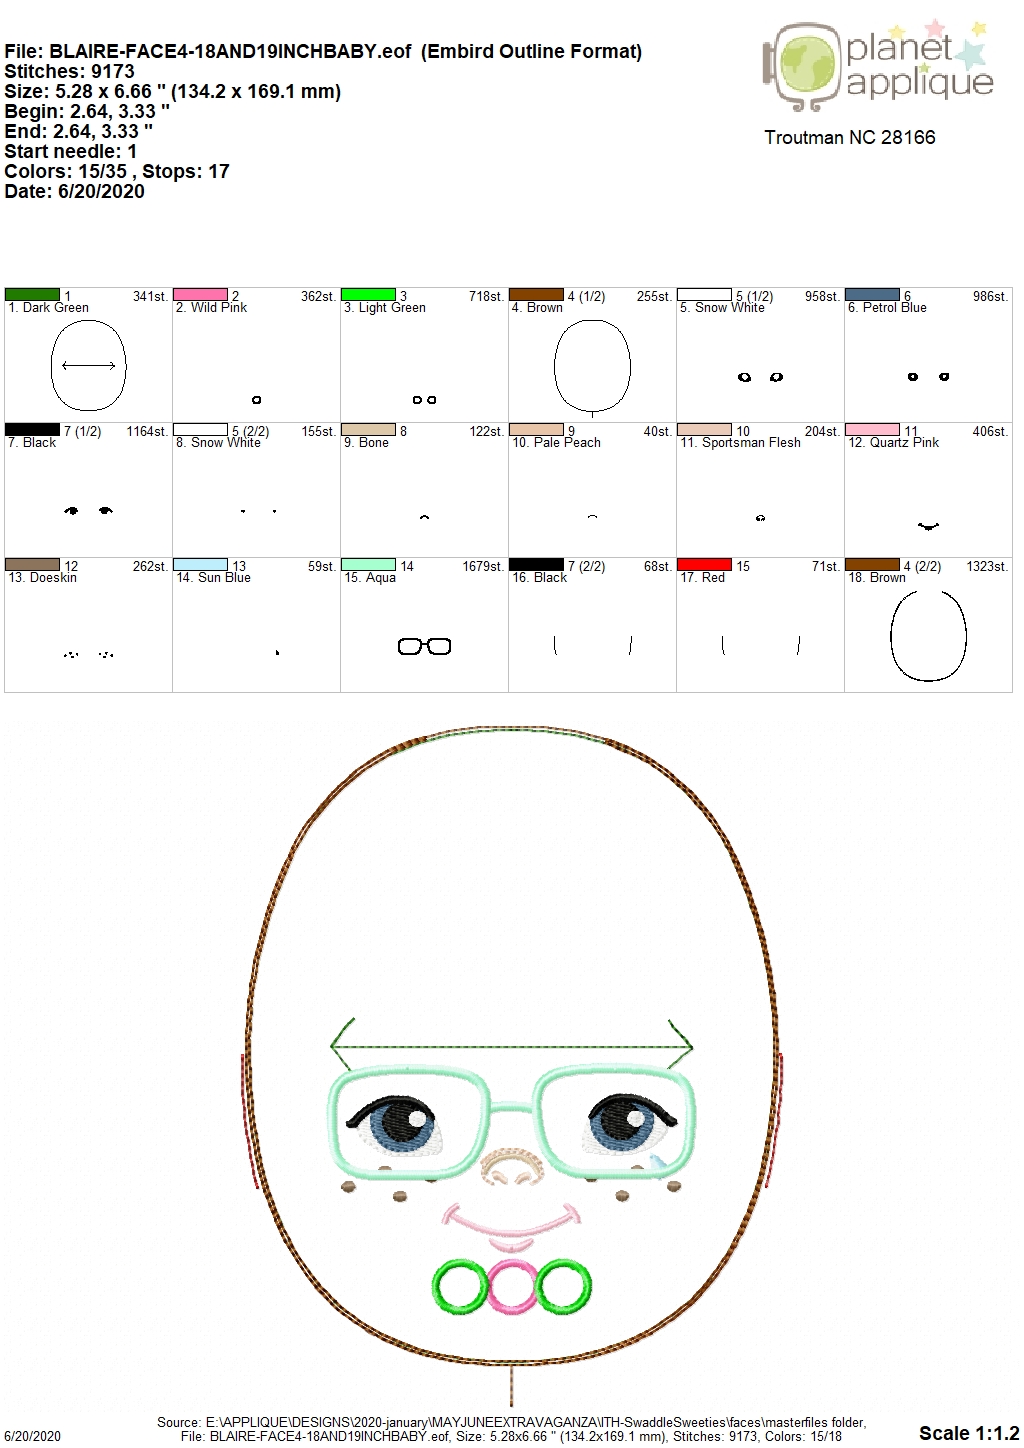 File: BLAIRE-FACE4-18AND19INCHBABY.eof (Embird Outline Format)
Stitches: 9173
Size: 5.28 x 6.66 " (134.2 x 169.1 mm)
Begin: 2.64, 3.33 "
End: 2.64, 3.33 "
Start needle: 1
Colors: 15/35 , Stops: 17
Date: 6/20/2020
planet
applique
Troutman NC 28166
1 341st. 2 362st. 3 718st. 4 (1/2) 255st. 5 (1/2) 958st. 6 986st.
1. Dark Green 2. Wild Pink 3. Light Green 4. Brown 5. Snow White 6. Petrol Blue
7 (1/2) 1164st. 5 (2/2) 155st. 8 122st. 9 40st. 10 204st. 11 406st.
7. Black 8. Snow White 9. Bone 10. Pale Peach 11. Sportsman Flesh 12. Quartz Pink
12 262st. 13 59st. 14 1679st. 7 (2/2) 68st. 15 71st. 4 (2/2) 1323st.
13. Doeskin 14. Sun Blue 15. Aqua 16. Black 17. Red 18. Brown
Source: E:\APPLIQUE\DESIGNS\2020-january\MAYJUNEEXTRAVAGANZA\ITH-SwaddleSweeties\faces\masterfiles folder,
6/20/2020 File: BLAIRE-FACE4-18AND19INCHBABY.eof, Size: 5.28x6.66 " (134.2x169.1 mm), Stitches: 9173, Colors: 15/18 Scale 1:1.2